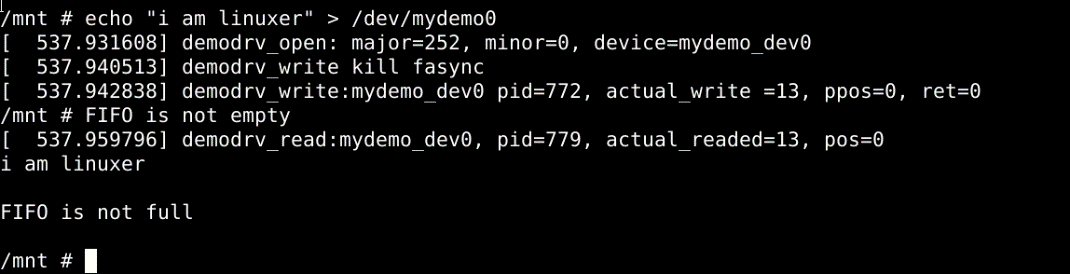 /mnt # echo "i am linuxer" > /dev/mydemo0
[  537.931608] demodrv_open: major=252, minor=0, device=mydemo_dev0
[  537.940513] demodrv_write kill fasync
[  537.942838] demodrv_write:mydemo_dev0 pid=772, actual_write =13, ppos=0, ret=0
/mnt # FIFO is not empty
[  537.959796] demodrv_read:mydemo_dev0, pid=779, actual_readed=13, pos=0
i am linuxer
FIFO is not full
/mnt #